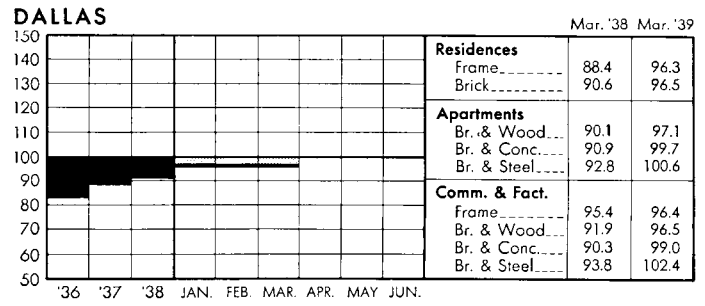 DALLAS
Mar. '38 Mar. '39
150
140
130
120
110
100
90
80
70
60
50
'36 '37 '38 JAN. FEB. MAR. APR. MAY JUN.
Residences
Frame 88.4 96.3
Brick 90.6 96.5
Apartments
Br. & Wood 90.1 97.1
Br. & Conc. 90.9 99.7
Br. & Steel 92.8 100.6
Comm. & Fact.
Frame 95.4 96.4
Br. & Wood 91.9 96.5
Br. & Conc. 90.3 99.0
Br. & Steel 93.8 102.4